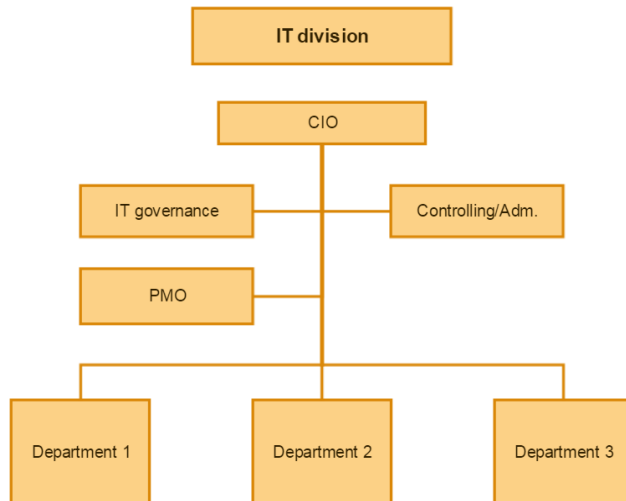 IT division
CIO
IT governance
Controlling/Adm.
PMO
Department 1
Department 2
Department 3